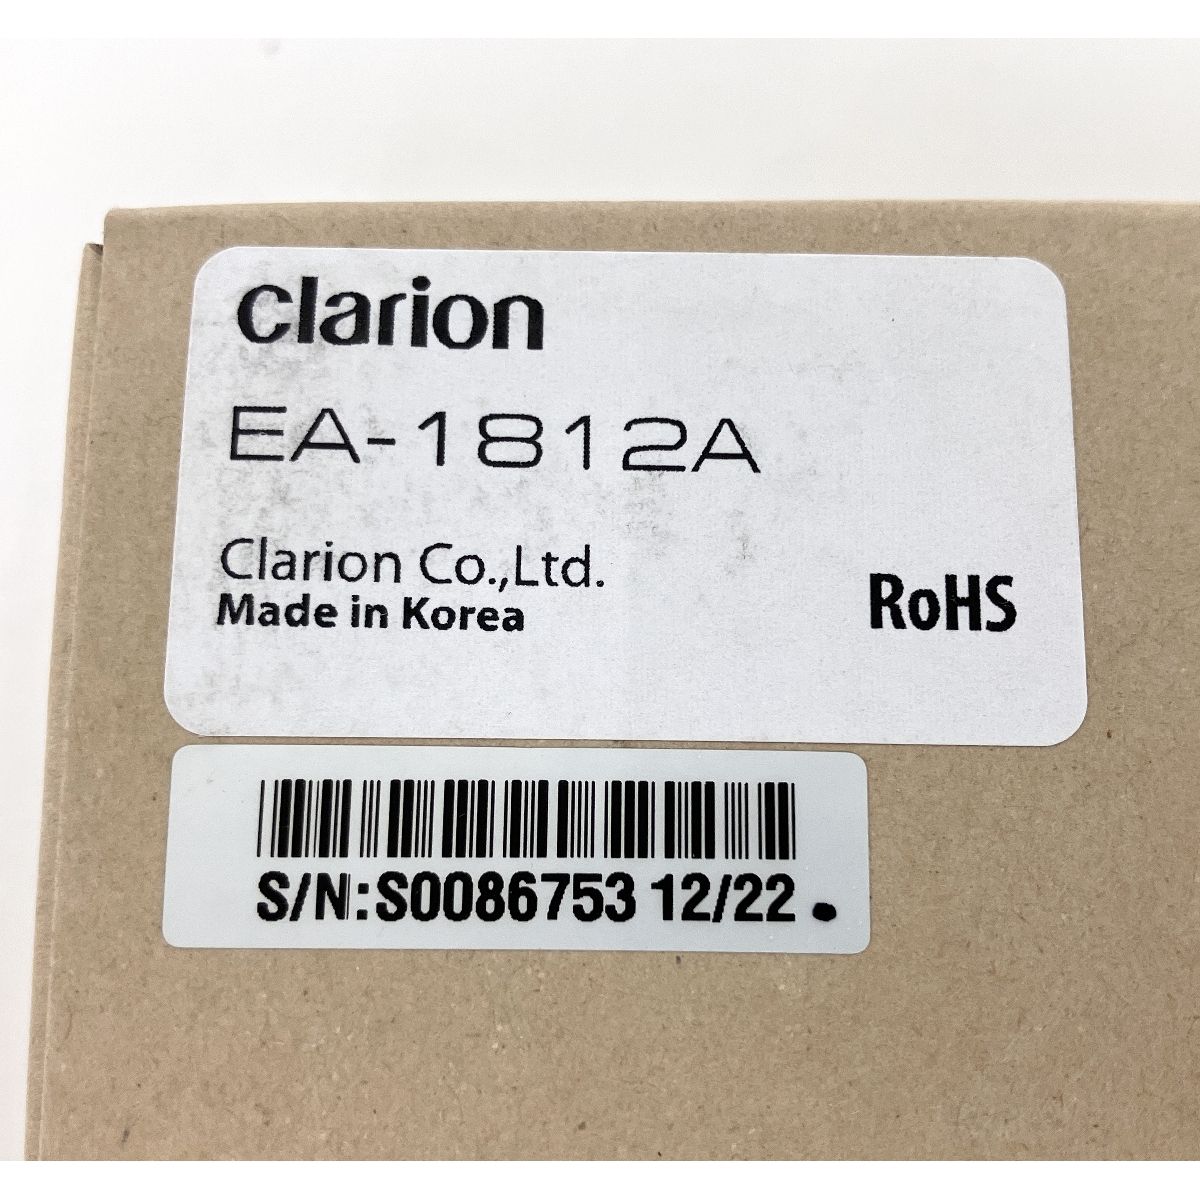 clarion
EA-1812A
Clarion Co.,Ltd.
Made in Korea
RoHS
S/N:S0086753 12/22